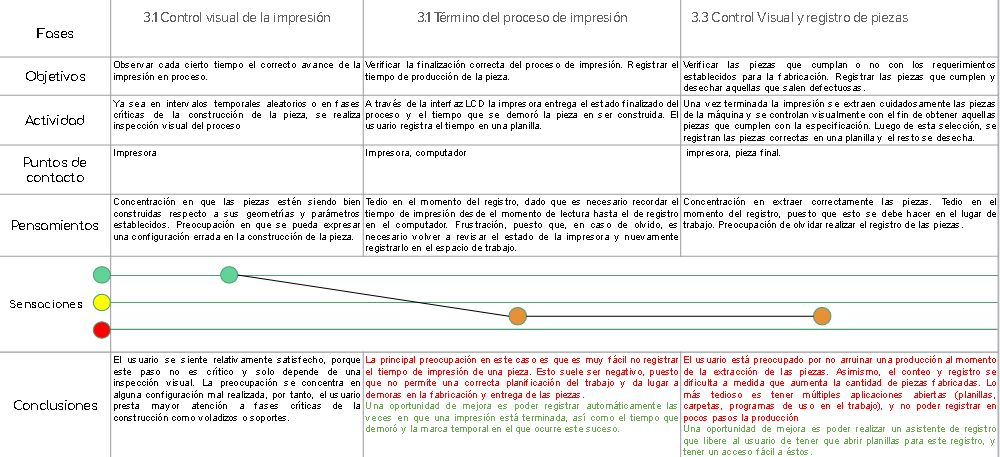 Fases
3.1 Control visual de la impresión
3.1 Término del proceso de impresión
3.3 Control Visual y registro de piezas
Objetivos
Observar cada cierto tiempo el correcto avance de la
impresión en proceso.
Verificar la finalización correcta del proceso de impresión. Registrar el
tiempo de producción de la pieza.
Verificar las piezas que cumplan o no con los requerimientos
establecidos para la fabricación. Registrar las piezas que cumplen y
desechar aquellas que salen defectuosas.
Actividad
Ya sea en intervalos temporales aleatorios o en fases
críticas de la construcción de la pieza, se realiza
inspección visual del proceso
A través de la interfaz LCD la impresora entrega el estado finalizado del
proceso y el tiempo que se demoró la pieza en ser construida. El
usuario registra el tiempo en una planilla.
Una vez terminada la impresión se extraen cuidadosamente las piezas
de la máquina y se controlan visualmente con el fin de obtener aquellas
piezas que cumplen con la especificación. Luego de esta selección, se
registran las piezas correctas en una planilla y el resto se desecha.
Puntos de
contacto
Impresora
Impresora, computador
impresora, pieza final.
Pensamientos
Concentración en que las piezas estén siendo bien
construidas respecto a sus geometrías y parámetros
establecidos. Preocupación en que se pueda expresar
una configuración errada en la construcción de la pieza.
Tedio en el momento del registro, dado que es necesario recordar el
tiempo de impresión desde el momento de lectura hasta el de registro
en el computador. Frustración, puesto que, en caso de olvido, es
necesario volver a revisar el estado de la impresora y nuevamente
registrarlo en el espacio de trabajo.
Concentración en extraer correctamente las piezas. Tedio en el
momento del registro, puesto que esto se debe hacer en el lugar de
trabajo. Preocupación de olvidar realizar el registro de las piezas.
Sensaciones
Conclusiones
El usuario se siente relativamente satisfecho, porque
este paso no es crítico y solo depende de una
inspección visual. La preocupación se concentra en
alguna configuración mal realizada, por tanto, el usuario
presta mayor atención a fases críticas de la
construcción como voladizos o soportes.
La principal preocupación en este caso es que es muy fácil no registrar
el tiempo de impresión de una pieza. Esto suele ser negativo, puesto
que no permite una correcta planificación del trabajo y da lugar a
demoras en la fabricación y entrega de las piezas.
Una oportunidad de mejora es poder registrar automáticamente las
veces en que una impresión está terminada, así como el tiempo que
demoró y la marca temporal en el que ocurre este suceso.
El usuario está preocupado por no arruinar una producción al momento
de la extracción de las piezas. Asimismo, el conteo y registro se
dificulta a medida que aumenta la cantidad de piezas fabricadas. Lo
más tedioso es tener múltiples aplicaciones abiertas (planillas,
carpetas, programas de uso en el trabajo), y no poder registrar en
pocos pasos la producción
Una oportunidad de mejora es poder realizar un asistente de registro
que libere al usuario de tener que abrir planillas para este registro, y
tener un acceso fácil a éstos.